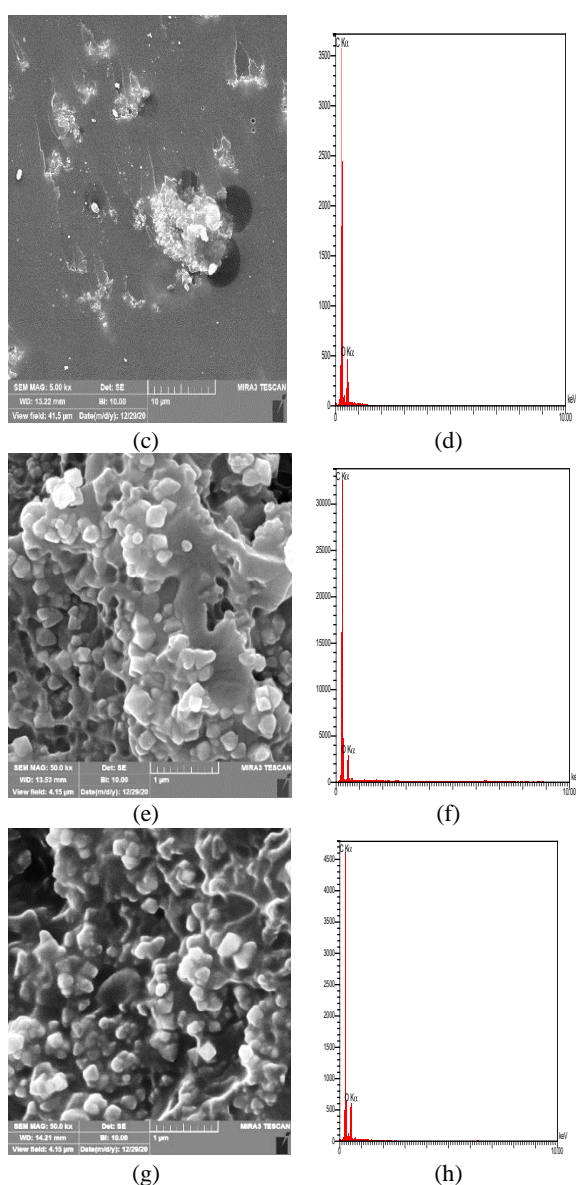 C Kα
3500
3000
2500
2000
1500
1000
500
0
O Kα
keV
0
10.00
SEM MAG: 5.00 kx Det: SE MIRA3 TESCAN
WD: 13.22 mm BI: 10.00 10 µm
View field: 41.5 µm Date(m/d/y): 12/29/20
(c) (d)
C Kα
30000
25000
20000
15000
10000
5000
0
O Kα
keV
0
10.00
SEM MAG: 50.0 kx Det: SE MIRA3 TESCAN
WD: 13.53 mm BI: 10.00 1 µm
View field: 4.15 µm Date(m/d/y): 12/29/20
(e) (f)
C Kα
4500
4000
3500
3000
2500
2000
1500
1000
500
0
O Kα
0
10.00
SEM MAG: 50.0 kx Det: SE MIRA3 TESCAN
WD: 14.21 mm BI: 10.00 1 µm
View field: 4.15 µm Date(m/d/y): 12/29/20
(g) (h)